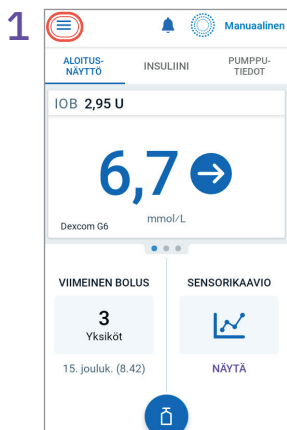 1
Manuaalinen
ALOITUS-
NÄYTTÖ
INSULIINI
PUMPPU-
TIEDOT
IOB 2,95 U
6,7
mmol/L
Dexcom G6
VIIMEINEN BOLUS
SENSORIKAAVIO
3
Yksiköt
15. jouluk. (8.42)
NÄYTÄ